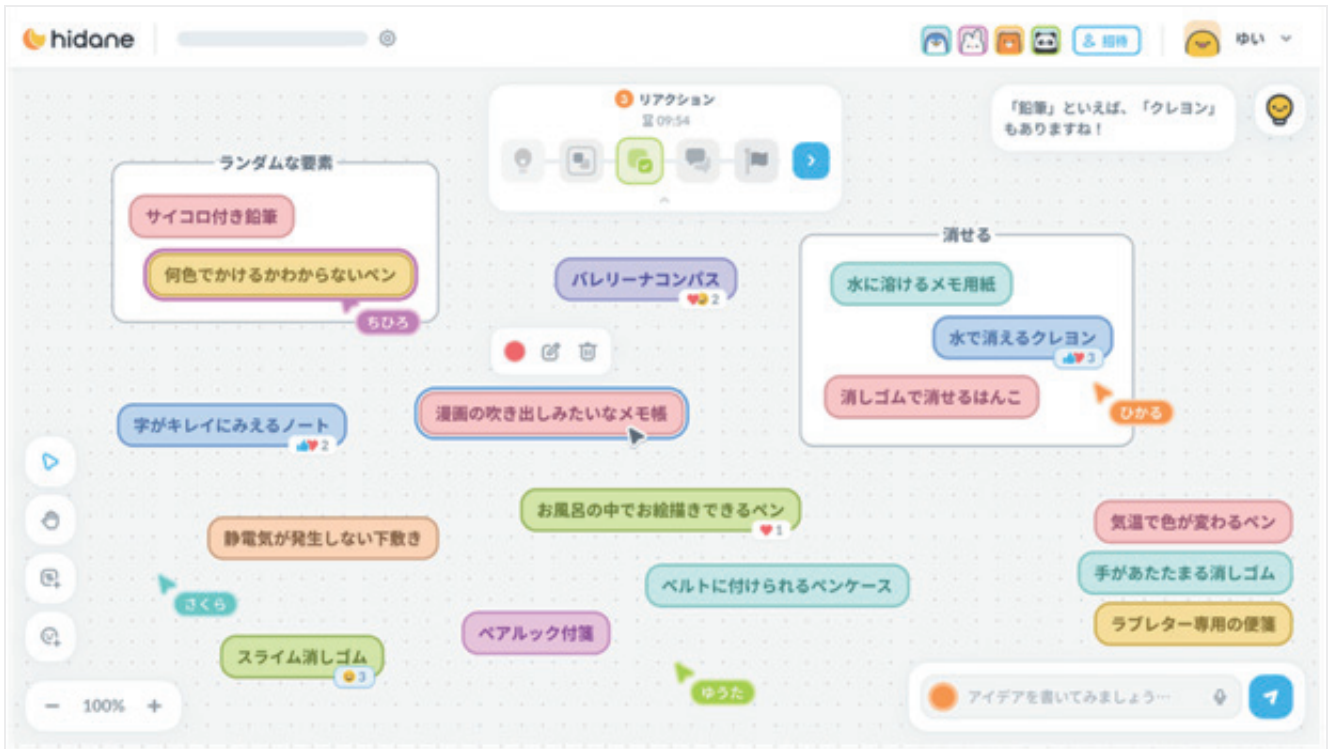 hidane
招待
ゆい
3 リアクション
09:54
「鉛筆」といえば、「クレヨン」
もありますね！
ランダムな要素
サイコロ付き鉛筆
何色でかけるかわからないペン
ちひろ
バレリーナコンパス
2
消せる
水に溶けるメモ用紙
水で消えるクレヨン
3
消しゴムで消せるはんこ
ひかる
字がキレイにみえるノート
2
漫画の吹き出しみたいなメモ帳
お風呂の中でお絵描きできるペン
1
静電気が発生しない下敷き
さくら
ベルトに付けられるペンケース
ペアルック付箋
スライム消しゴム
3
ゆうた
気温で色が変わるペン
手があたたまる消しゴム
ラブレター専用の便箋
100%
アイデアを書いてみましょう…